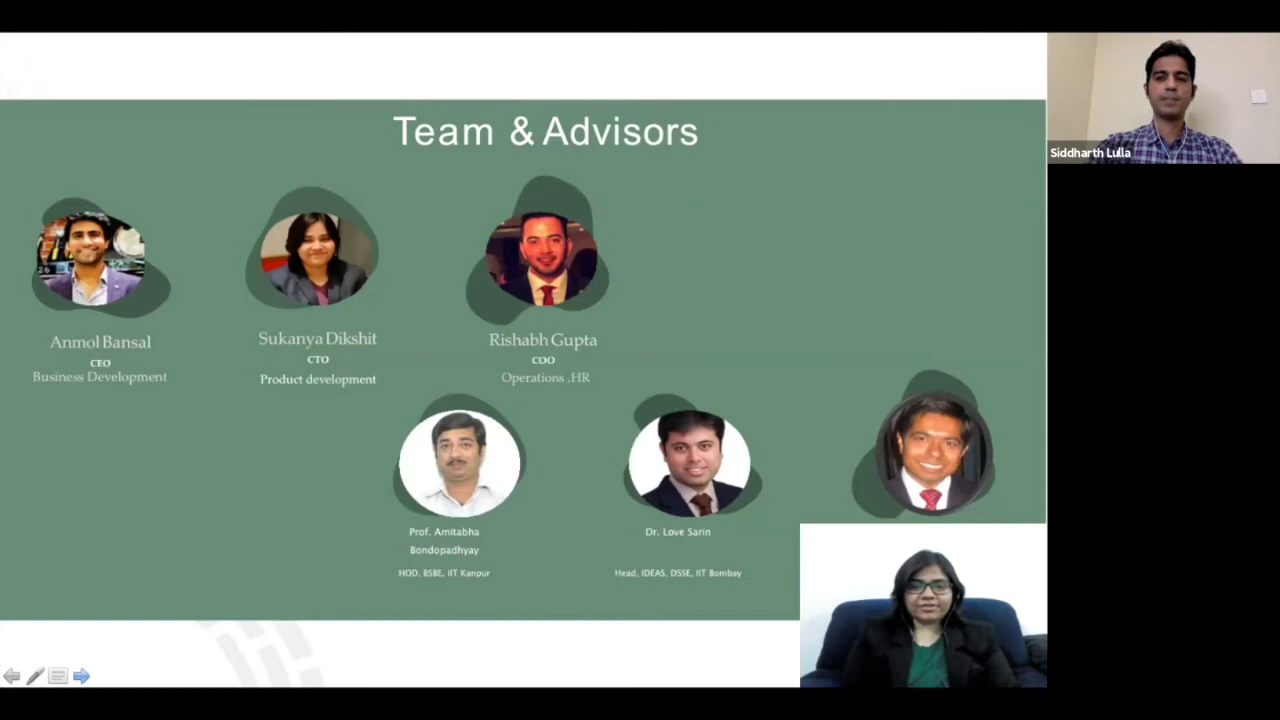 Team & Advisors
Siddharth Lulla
Anmol Bansal
CEO
Business Development
Sukanya Dikshit
CTO
Product development
Rishabh Gupta
COO
Operations ,HR
Prof. Amitabha
Bondopadhyay
HOD, BSBE, IIT Kanpur
Dr. Love Sarin
Head, IDEAS, DSSE, IIT Bombay